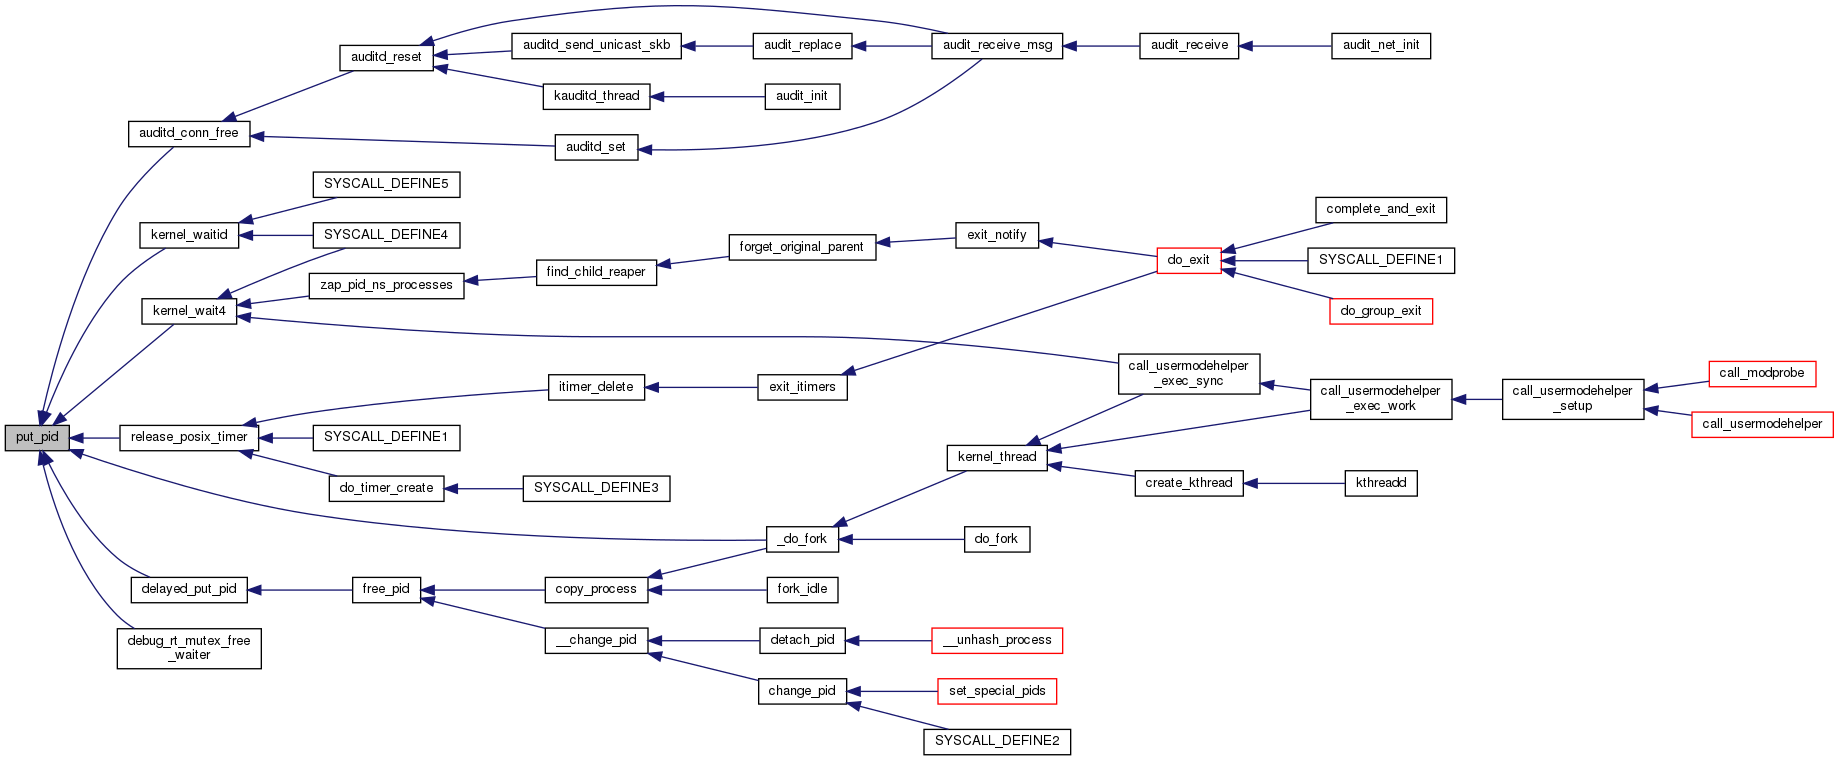 auditd_reset
auditd_send_unicast_skb
audit_replace
audit_receive_msg
audit_receive
audit_net_init
kauditd_thread
audit_init
auditd_conn_free
auditd_set
SYSCALL_DEFINE5
kernel_waitid
SYSCALL_DEFINE4
complete_and_exit
forget_original_parent
exit_notify
do_exit
SYSCALL_DEFINE1
find_child_reaper
zap_pid_ns_processes
kernel_wait4
do_group_exit
call_usermodehelper
_exec_sync
itimer_delete
exit_itimers
call_usermodehelper
_exec_work
call_usermodehelper
_setup
call_modprobe
call_usermodehelper
put_pid
release_posix_timer
SYSCALL_DEFINE1
kernel_thread
do_timer_create
SYSCALL_DEFINE3
create_kthread
kthreadd
_do_fork
do_fork
delayed_put_pid
free_pid
copy_process
fork_idle
debug_rt_mutex_free
_waiter
__change_pid
detach_pid
__unhash_process
change_pid
set_special_pids
SYSCALL_DEFINE2